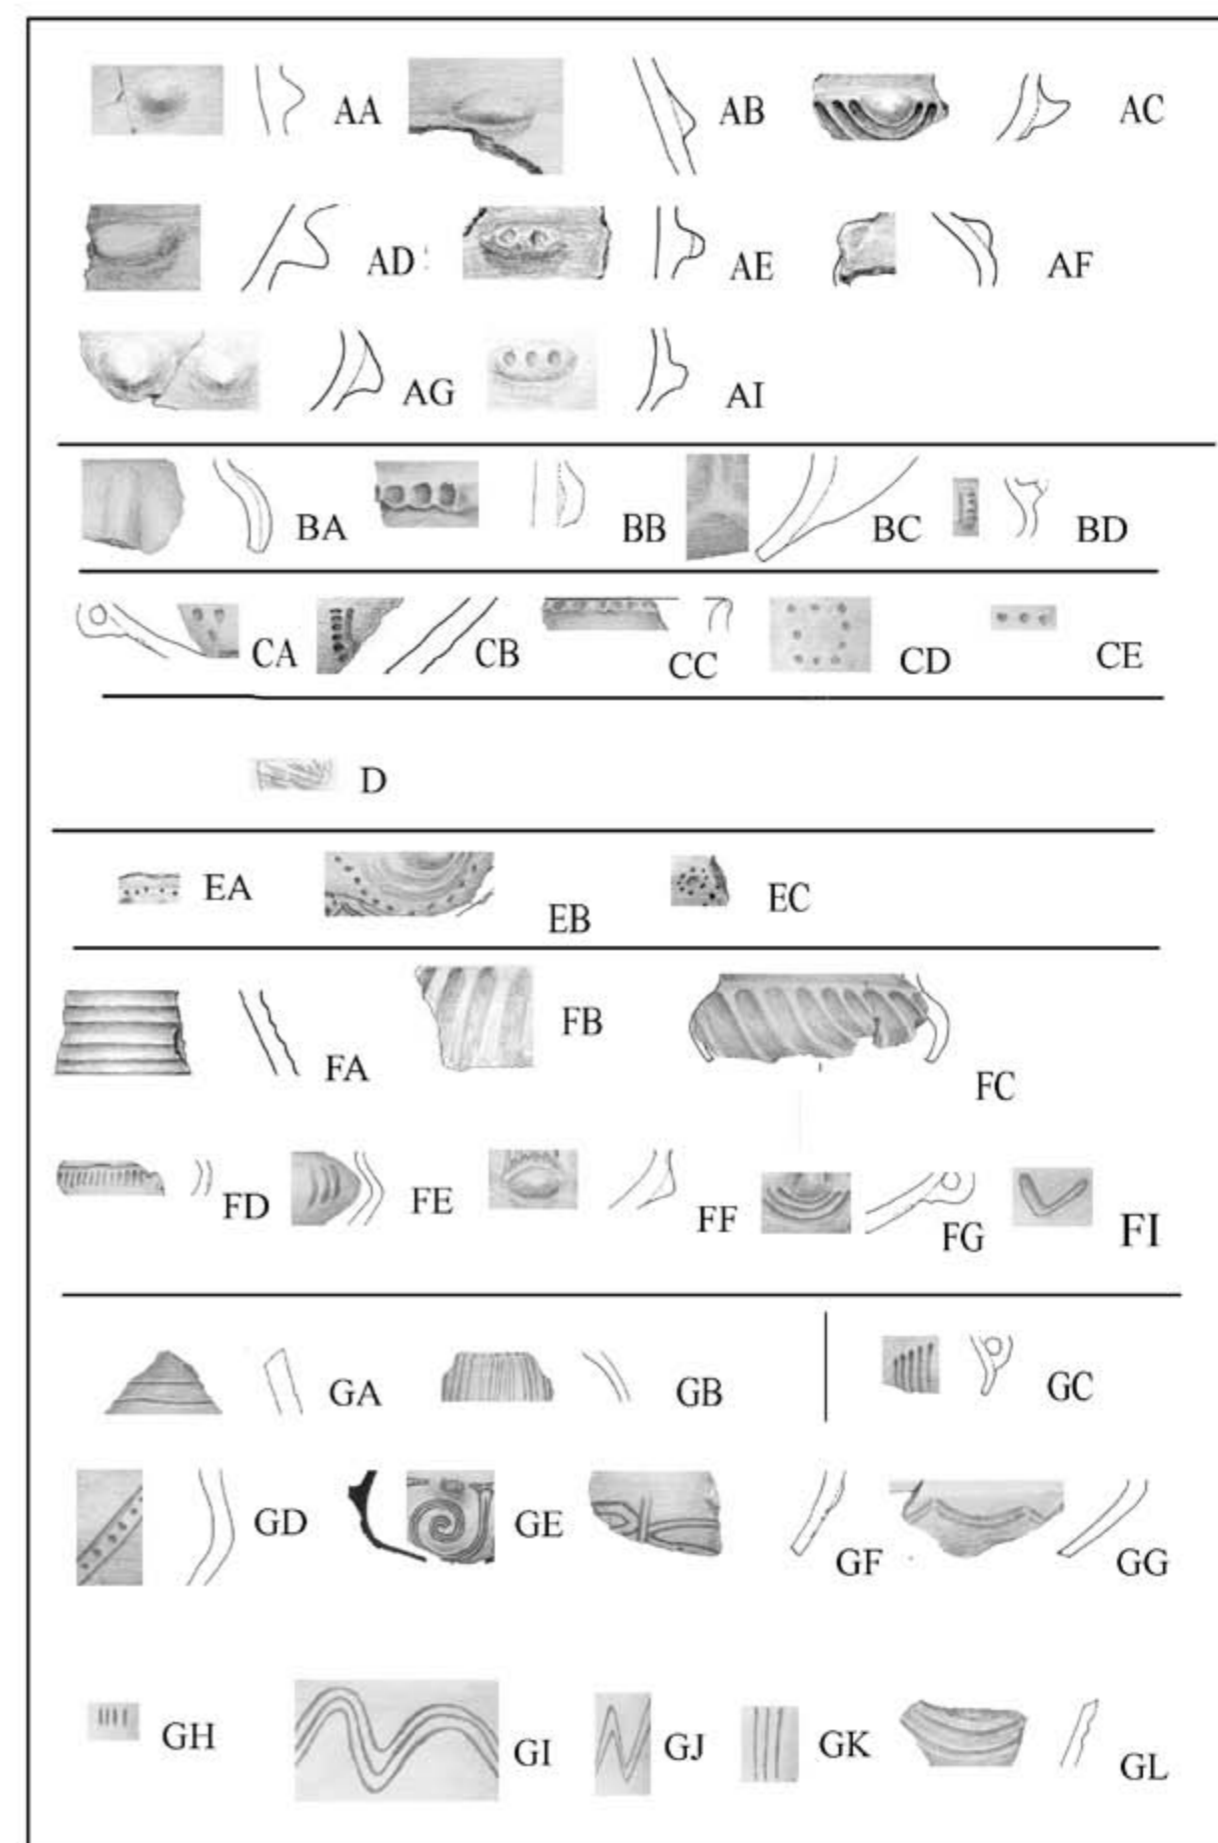 AA AB AC
AD AE AF
AG AI
BA BB BC BD
CA CB CC CD CE
D
EA EB EC
FA FB FC
FD FE FF FG FI
GA GB GC
GD GE GF GG
GH GI GJ GK GL